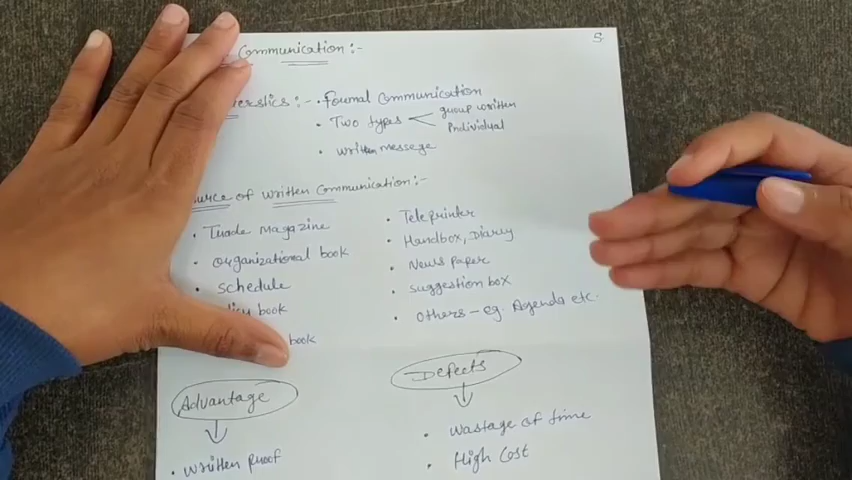 5.
Communication :-
:- . Formal Communication
. Two types
group written
Individual
. written messege
of written Communication :-
. Trade magazine
. organizational book
. schedule
book
book
. Teleprinter
. Handbox, Diary
. News Paper
. suggestion box
. others - eg. Agenda etc.
Advantage
. written proof
Defects
. wastage of time
. High Cost